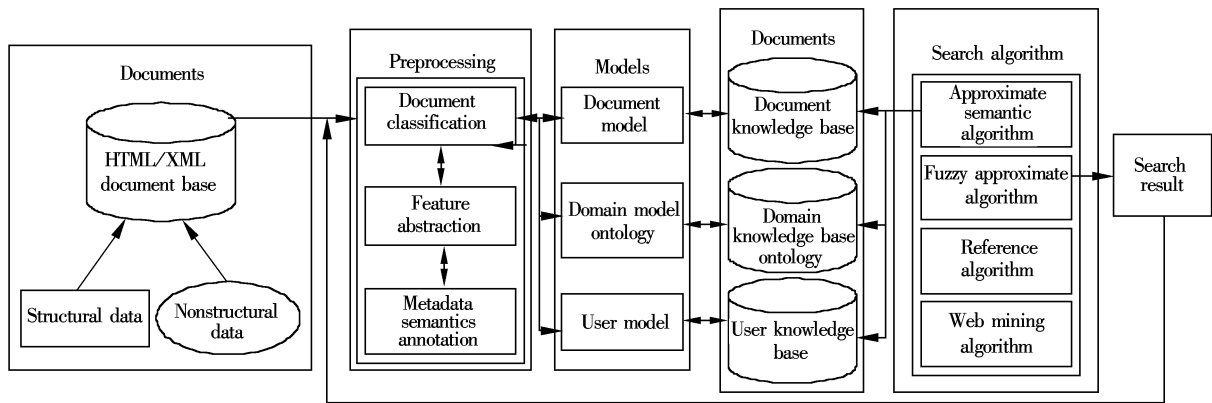 Documents
HTML/XML
document base
Structural data
Nonstructural
data
Preprocessing
Document
classification
Feature
abstraction
Metadata
semantics
annotation
Models
Document
model
Domain model
ontology
User model
Documents
Document
knowledge base
Domain
knowledge base
ontology
User knowledge
base
Search algorithm
Approximate
semantic
algorithm
Fuzzy approximate
algorithm
Reference
algorithm
Web mining
algorithm
Search
result